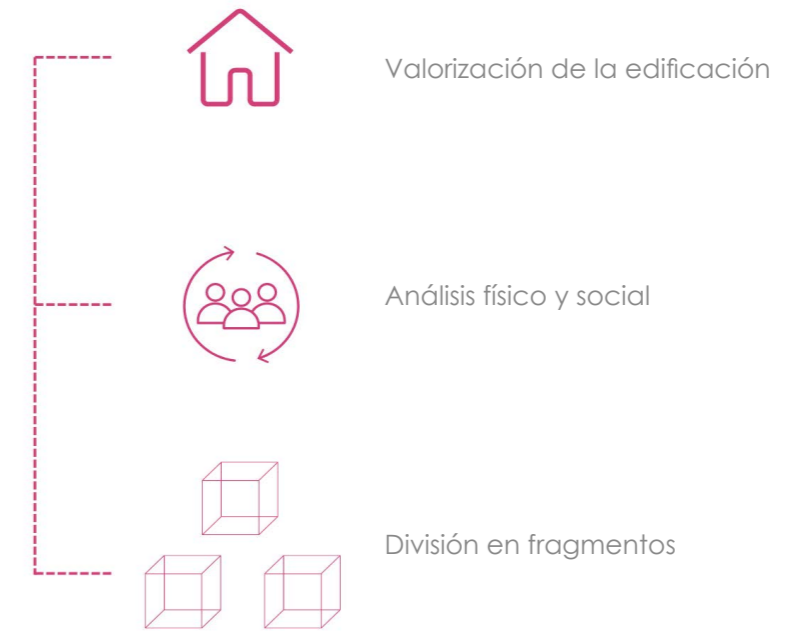 Valorización de la edificación
Análisis físico y social
División en fragmentos